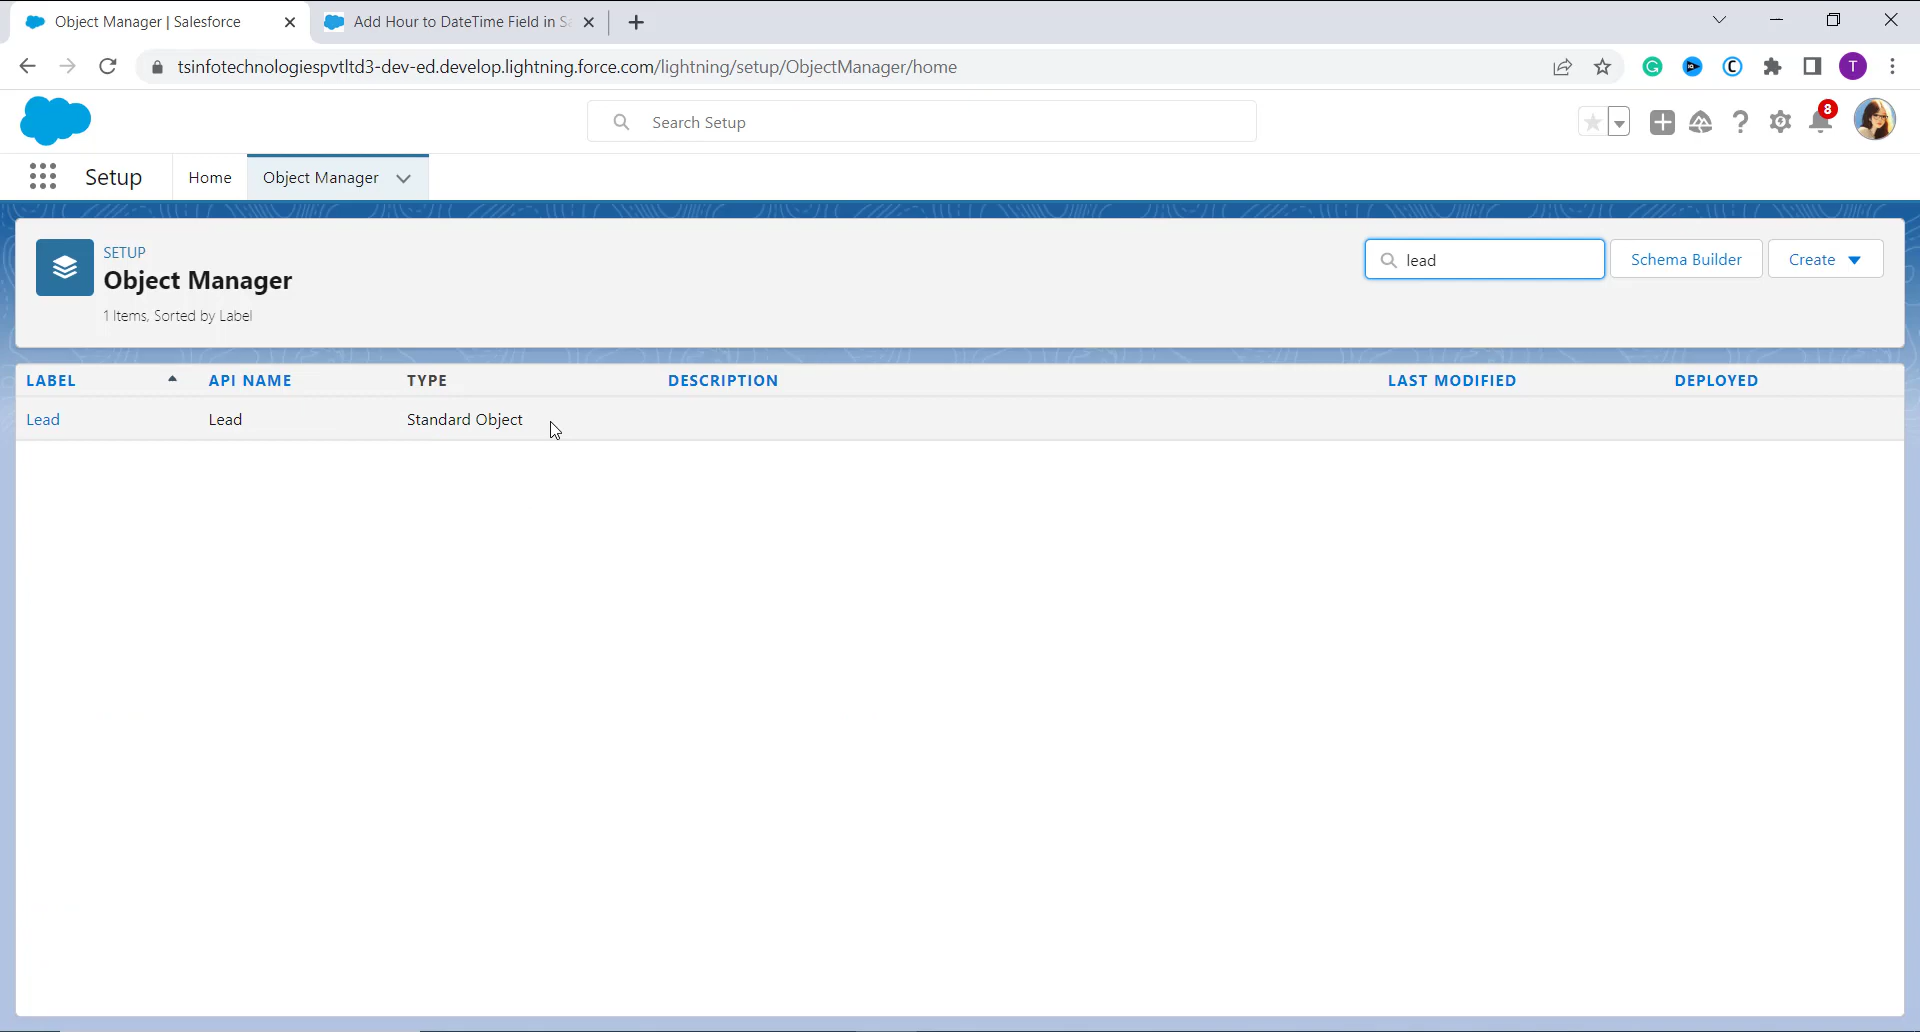 Object Manager | Salesforce
Add Hour to DateTime Field in Sa
tsinfotechnologiespvtltd3-dev-ed.develop.lightning.force.com/lightning/setup/ObjectManager/home
T
Search Setup
8
Setup
Home
Object Manager
SETUP
Object Manager
1 Items, Sorted by Label
lead
Schema Builder
Create
LABEL API NAME TYPE DESCRIPTION LAST MODIFIED DEPLOYED
Lead Lead Standard Object